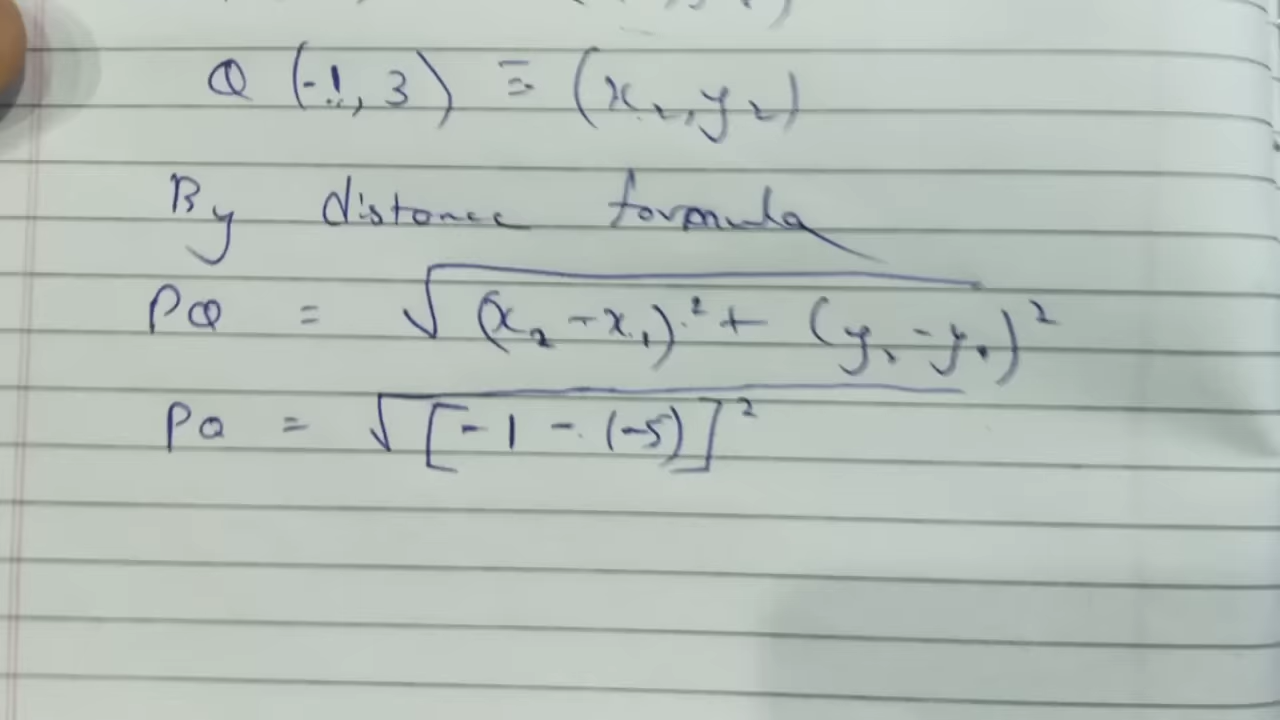 Q (-1, 3) ≡ (x₂, y₂)
By distance formula
PQ = √(x₂ - x₁)² + (y₂ - y₁)²
PQ = √[-1 - (-5)]²